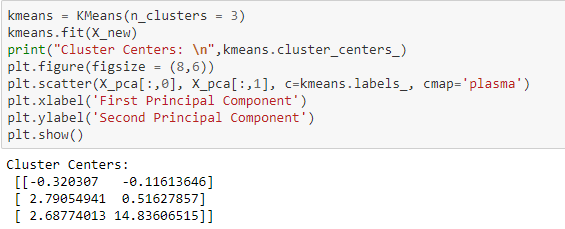 kmeans = KMeans(n_clusters = 3)
kmeans.fit(X_new)
print("Cluster Centers: \n",kmeans.cluster_centers_)
plt.figure(figsize = (8,6))
plt.scatter(X_pca[:,0], X_pca[:,1], c=kmeans.labels_, cmap='plasma')
plt.xlabel('First Principal Component')
plt.ylabel('Second Principal Component')
plt.show()
Cluster Centers:
[[-0.320307   -0.11613646]
[ 2.79054941  0.51627857]
[ 2.68774013 14.83606515]]